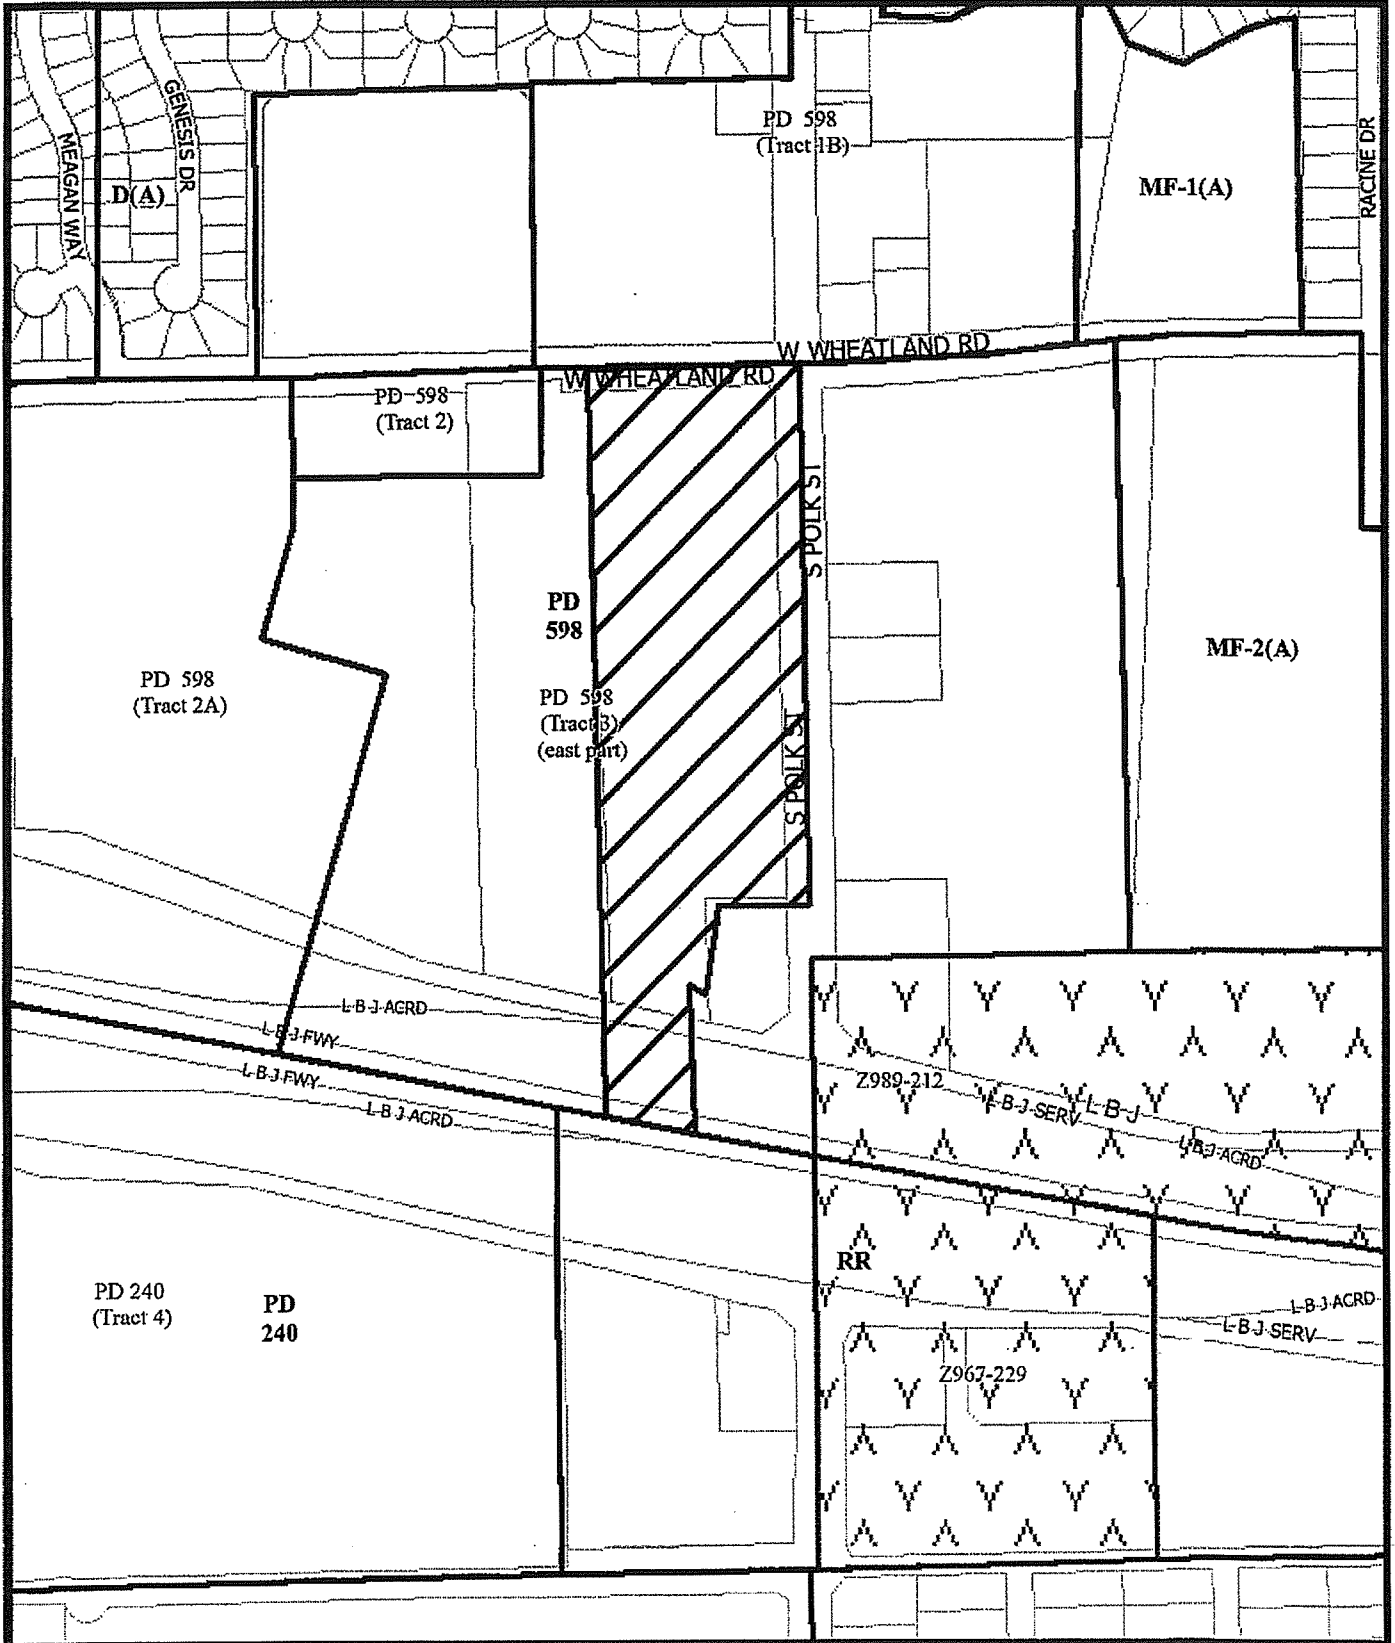 GENESIS DR
MEAGAN WAY
D(A)
PD 598
(Tract 1B)
MF-1(A)
RACINE DR
W WHEATLAND RD
W WHEATLAND RD
PD 598
(Tract 2)
S POLK ST
PD
598
MF-2(A)
PD 598
(Tract 2A)
PD 598
(Tract 3)
(east part)
S POLK ST
L B J ACRD
L B J FWY
L B J FWY
L B J ACRD
Z989-212
L B J SERV
L B J
L B J ACRD
RR
PD 240
(Tract 4)
PD
240
L B J ACRD
L B J SERV
Z967-229